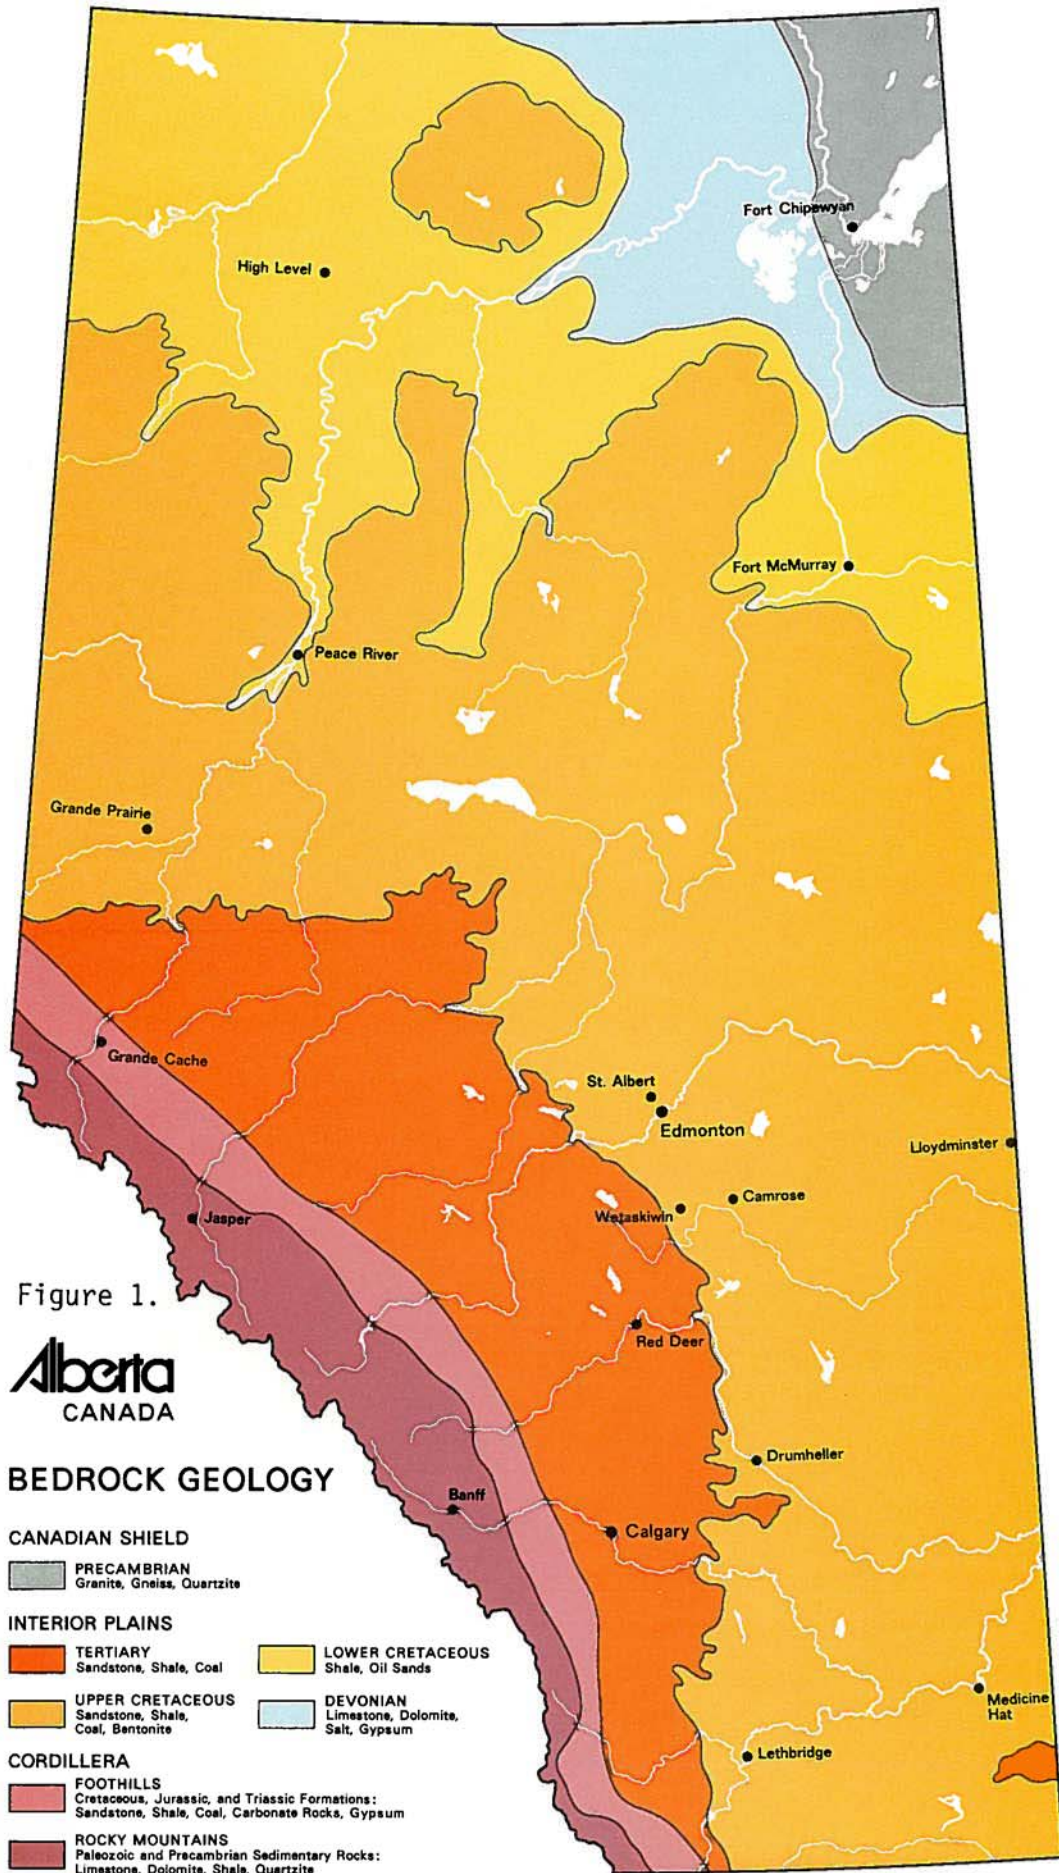 Fort Chipewyan
High Level
Fort McMurray
Peace River
Grande Prairie
Grande Cache
St. Albert
Edmonton
Lloydminster
Camrose
Wetaskiwin
Jasper
Figure 1.
Red Deer
Alberta
CANADA
Drumheller
BEDROCK GEOLOGY
Banff
Calgary
CANADIAN SHIELD
PRECAMBRIAN
Granite, Gneiss, Quartzite
INTERIOR PLAINS
TERTIARY
Sandstone, Shale, Coal
LOWER CRETACEOUS
Shale, Oil Sands
UPPER CRETACEOUS
Sandstone, Shale,
Coal, Bentonite
DEVONIAN
Limestone, Dolomite,
Salt, Gypsum
Medicine
Hat
Lethbridge
CORDILLERA
FOOTHILLS
Cretaceous, Jurassic, and Triassic Formations:
Sandstone, Shale, Coal, Carbonate Rocks, Gypsum
ROCKY MOUNTAINS
Paleozoic and Precambrian Sedimentary Rocks:
Limestone, Dolomite, Shale, Quartzite